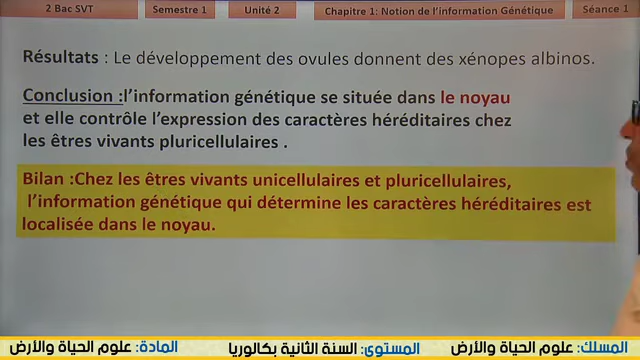 2 Bac SVT
Semestre 1
Unité 2
Chapitre 1: Notion de l'information Génétique
Séance 1
Résultats : Le développement des ovules donnent des xénopes albinos.
Conclusion :l'information génétique se située dans le noyau
et elle contrôle l'expression des caractères héréditaires chez
les êtres vivants pluricellulaires .
Bilan :Chez les êtres vivants unicellulaires et pluricellulaires,
l'information génétique qui détermine les caractères héréditaires est
localisée dans le noyau.
المسلك: علوم الحياة والأرض
المستوى: السنة الثانية بكالوريا
المادة: علوم الحياة والأرض